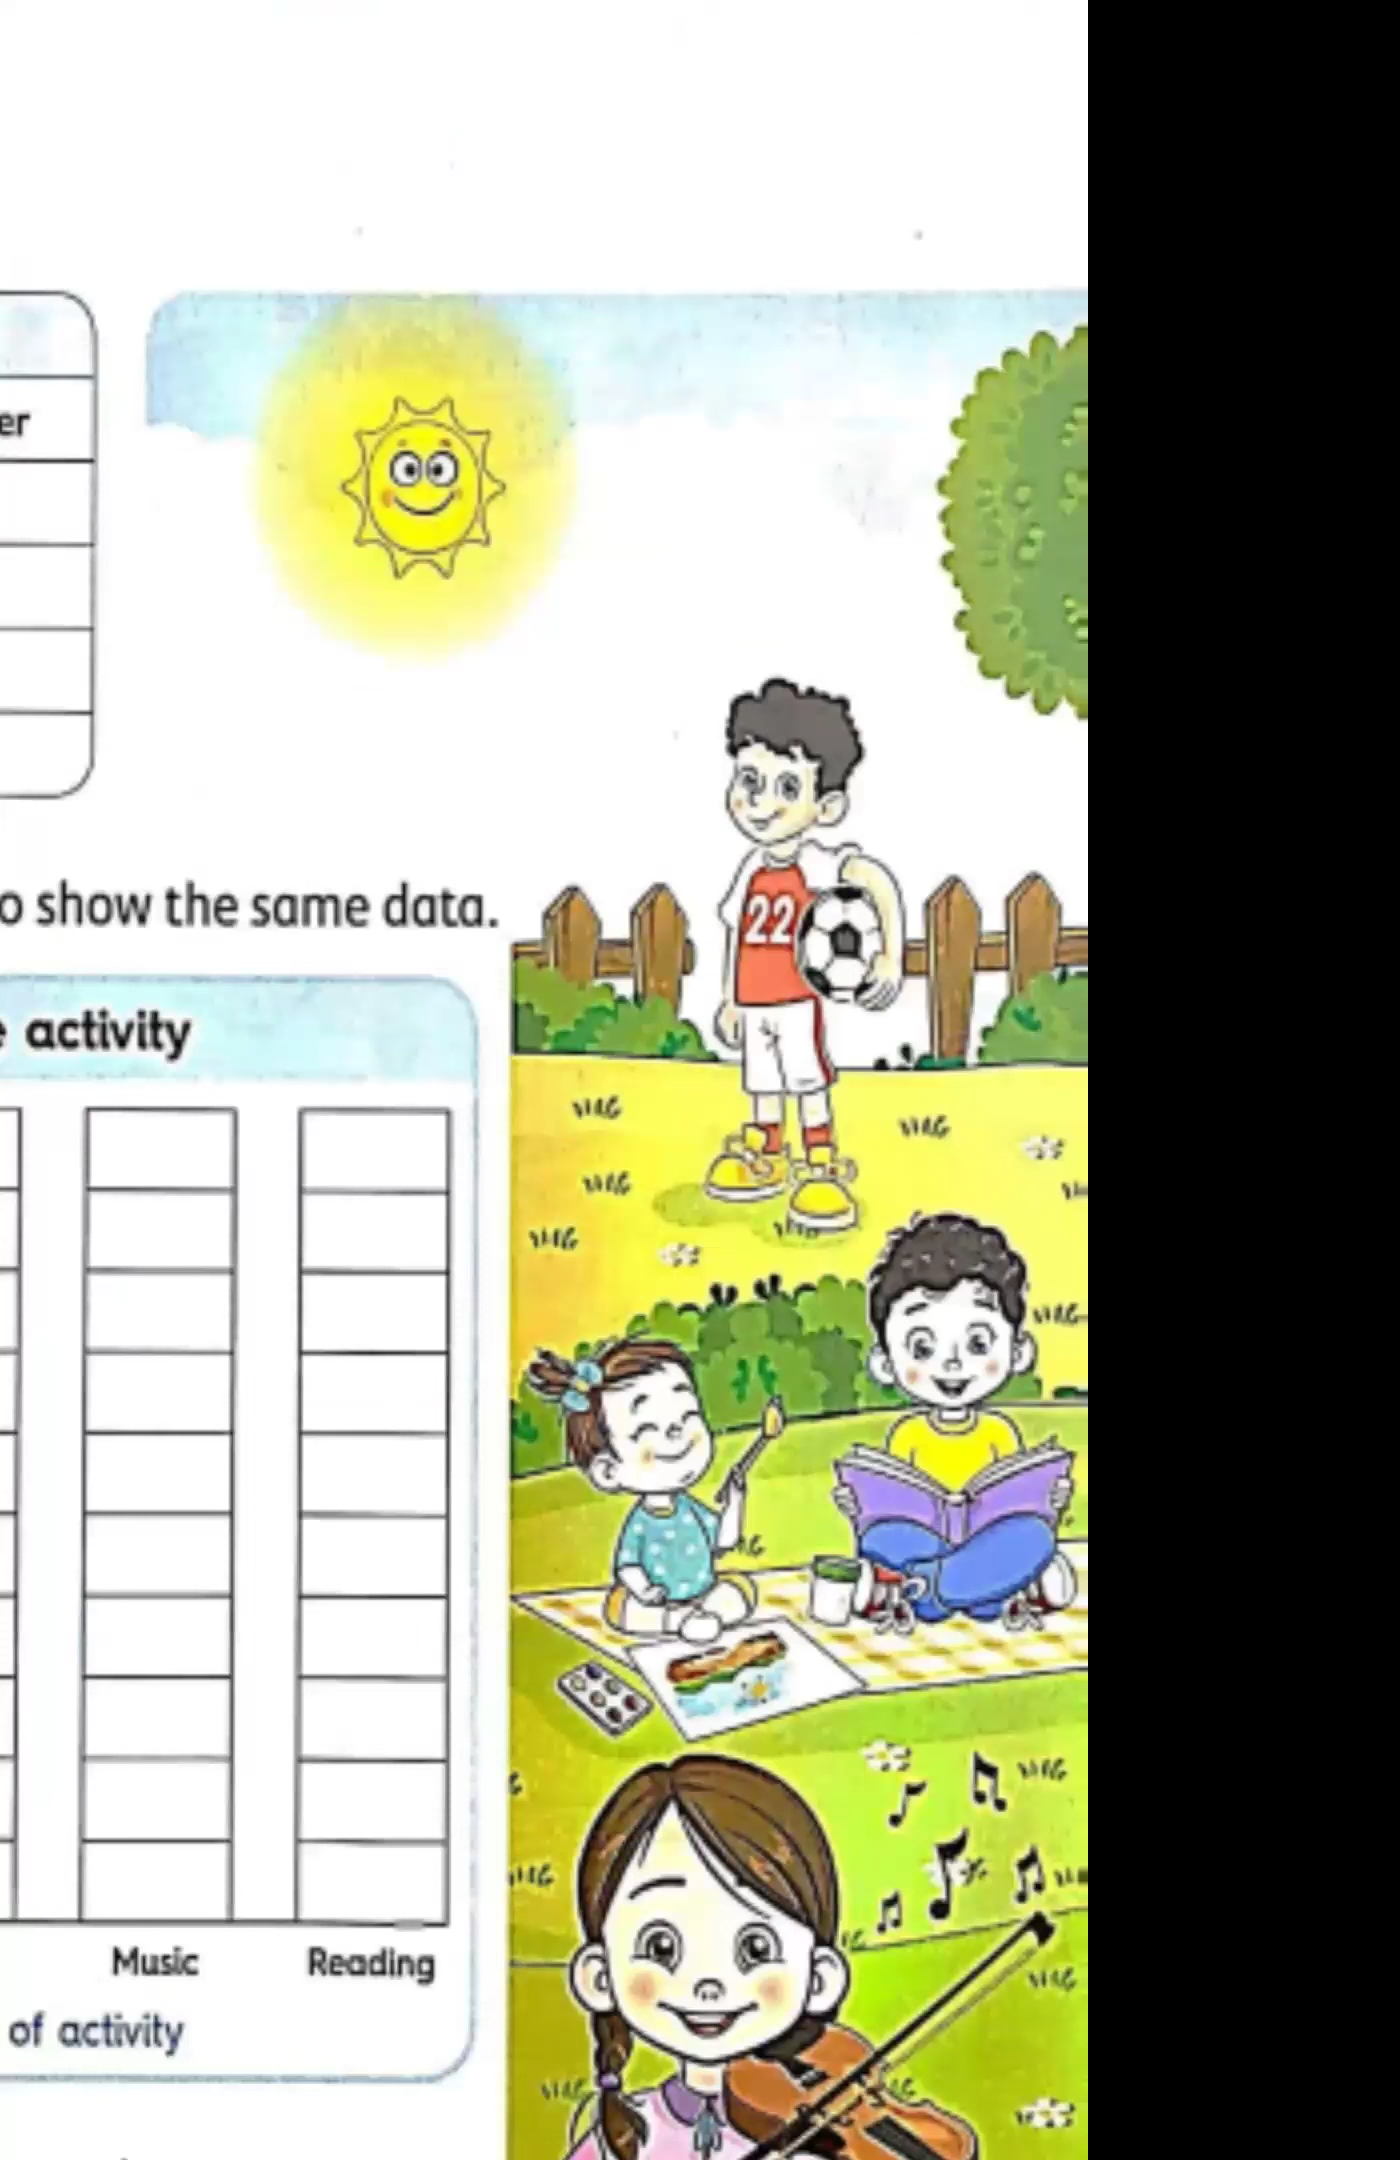 er
o show the same data.
e activity
22
Music Reading
of activity